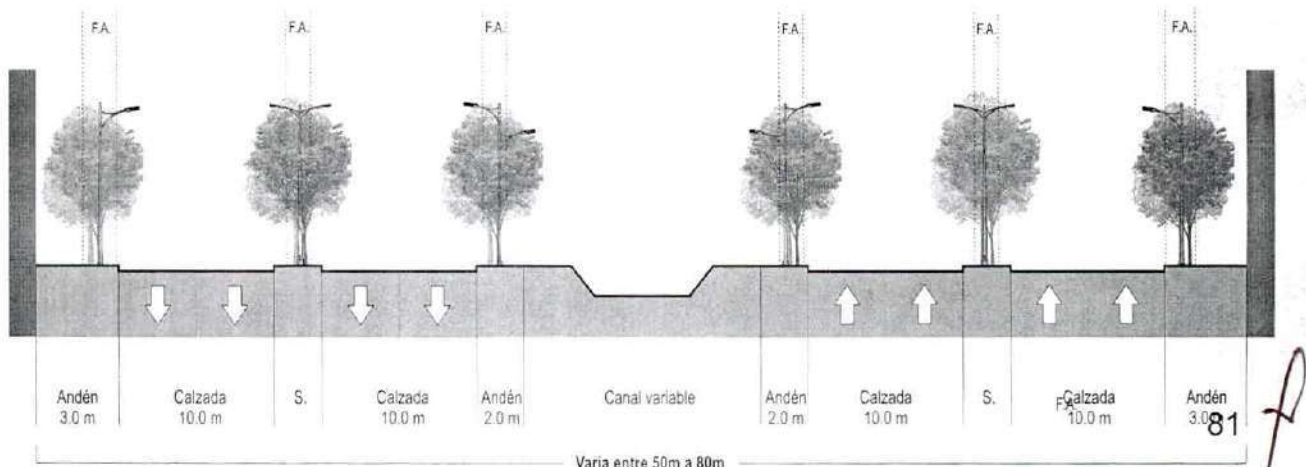 F.A. F.A. F.A. F.A. F.A. F.A.
Andén Calzada S. Calzada Andén Canal variable Andén Calzada S. Calzada Andén
3.0 m 10.0 m 10.0 m 2.0 m 2.0 m 10.0 m F.A. 10.0 m 3.0
81
Varia entre 50m a 80m